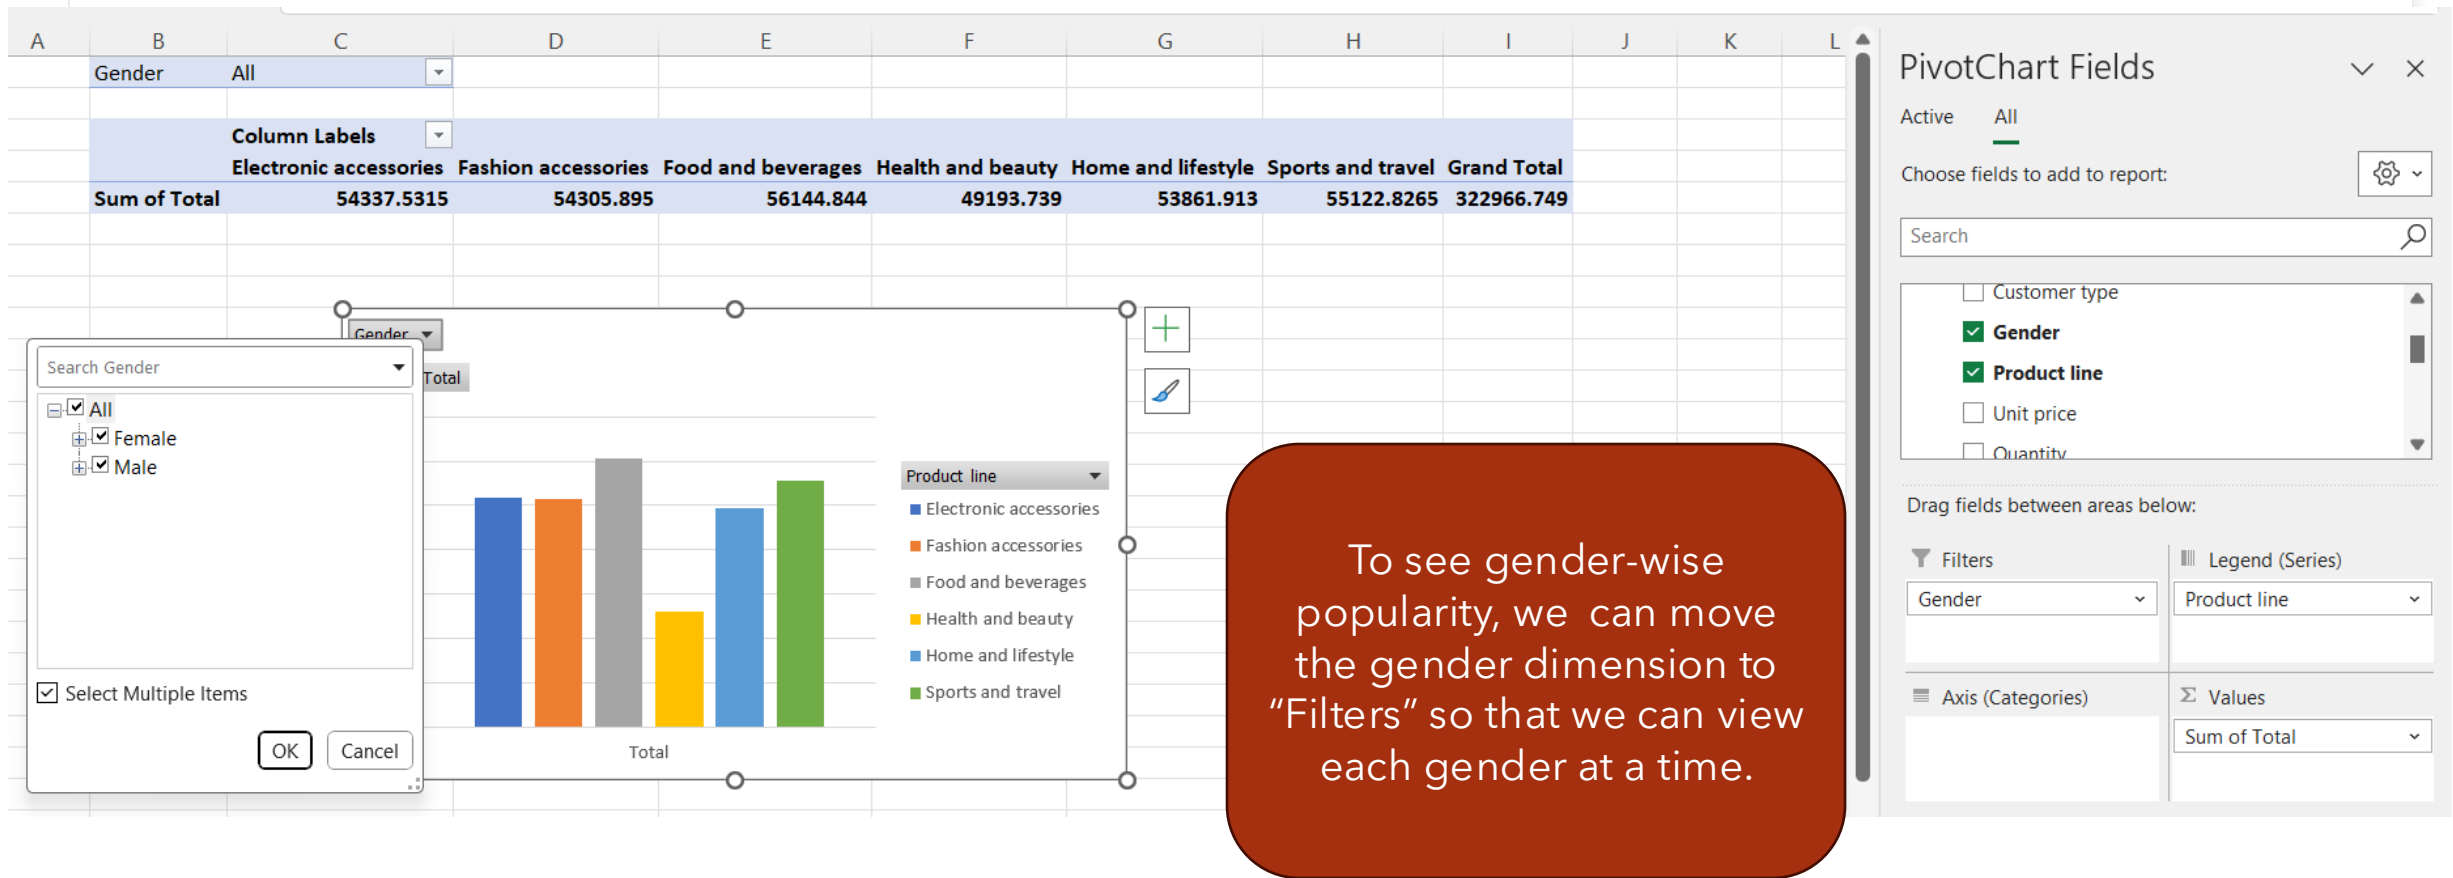 A B C D E F G H I J K L
Gender All
Column Labels
Electronic accessories Fashion accessories Food and beverages Health and beauty Home and lifestyle Sports and travel Grand Total
Sum of Total 54337.5315 54305.895 56144.844 49193.739 53861.913 55122.8265 322966.749
Gender
Total
Search Gender
All
Female
Male
Select Multiple Items
OK Cancel
Total
Product line
Electronic accessories
Fashion accessories
Food and beverages
Health and beauty
Home and lifestyle
Sports and travel
To see gender-wise
popularity, we can move
the gender dimension to
“Filters” so that we can view
each gender at a time.
PivotChart Fields
Active All
Choose fields to add to report:
Search
Customer type
Gender
Product line
Unit price
Quantity
Drag fields between areas below:
Filters Legend (Series)
Gender Product line
Axis (Categories) Σ Values
Sum of Total